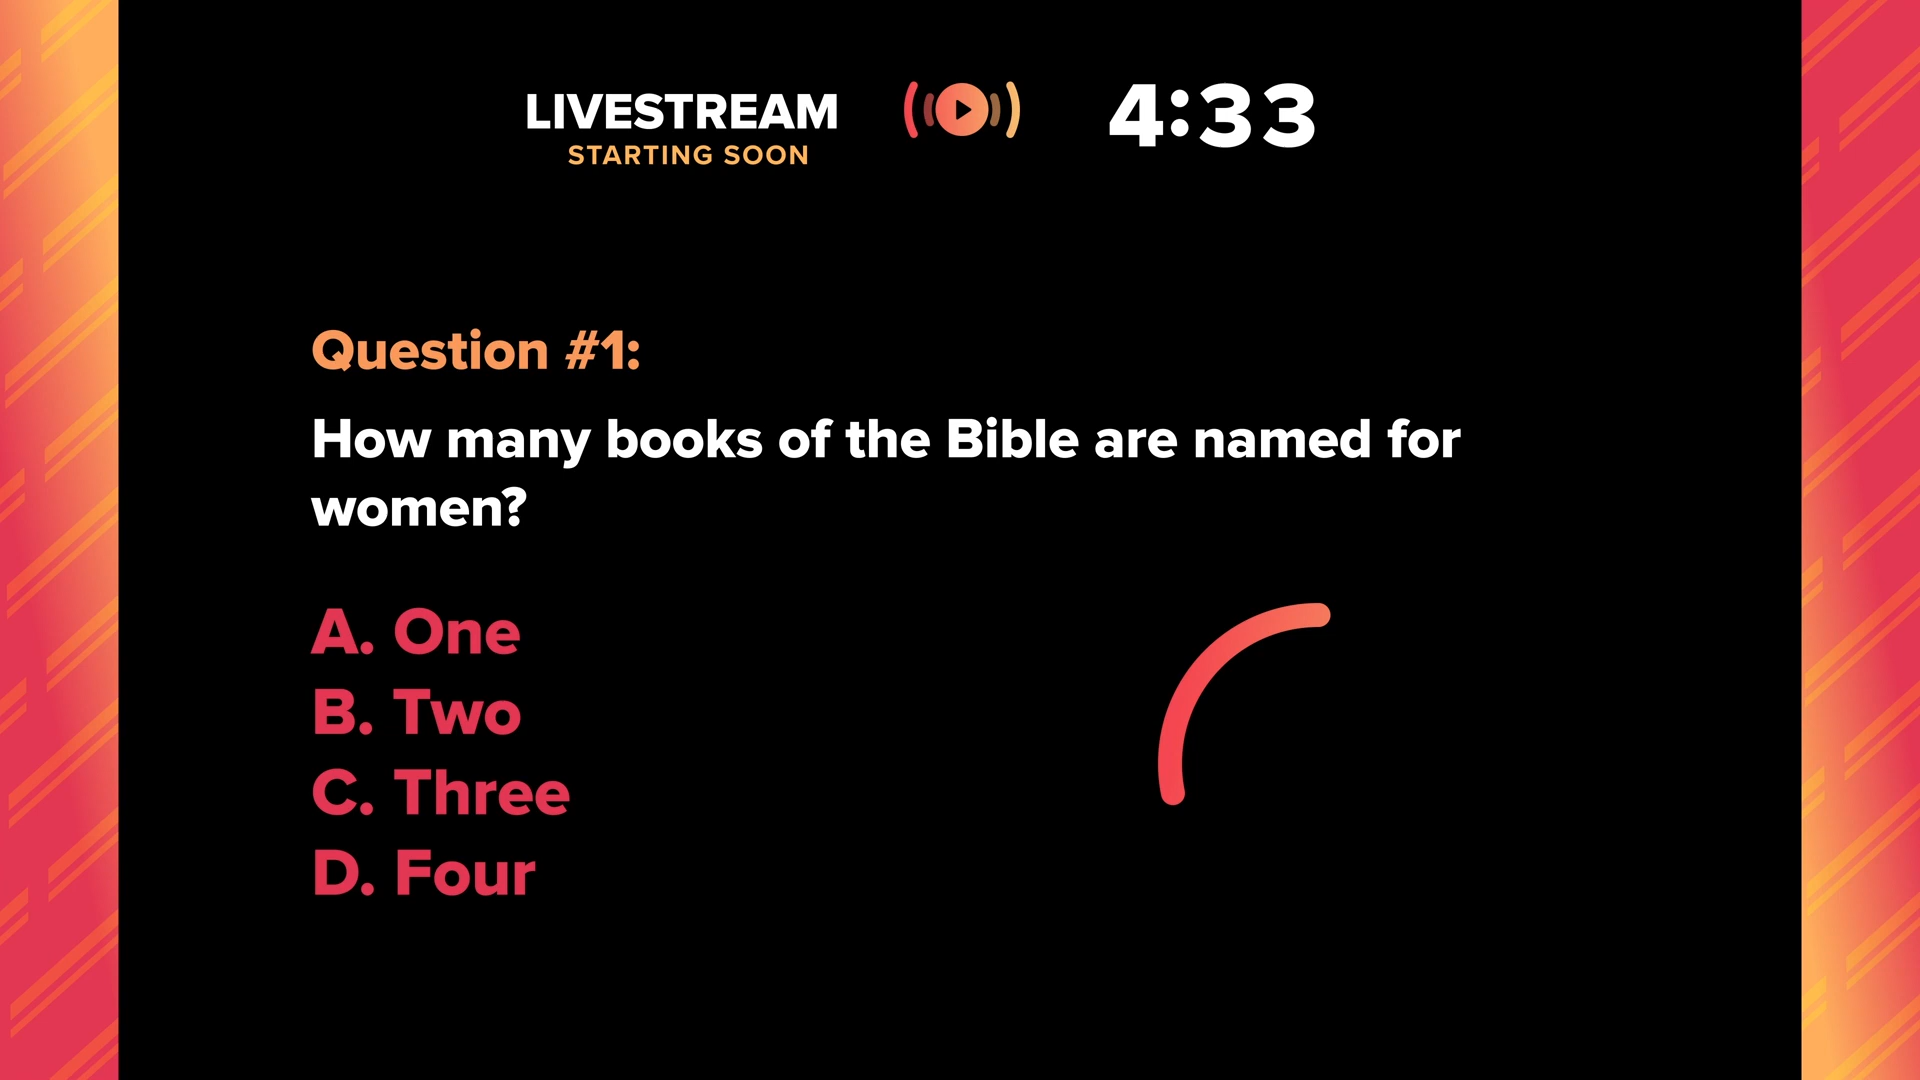 LIVESTREAM
STARTING SOON
4:33
Question #1:
How many books of the Bible are named for
women?
A. One
B. Two
C. Three
D. Four